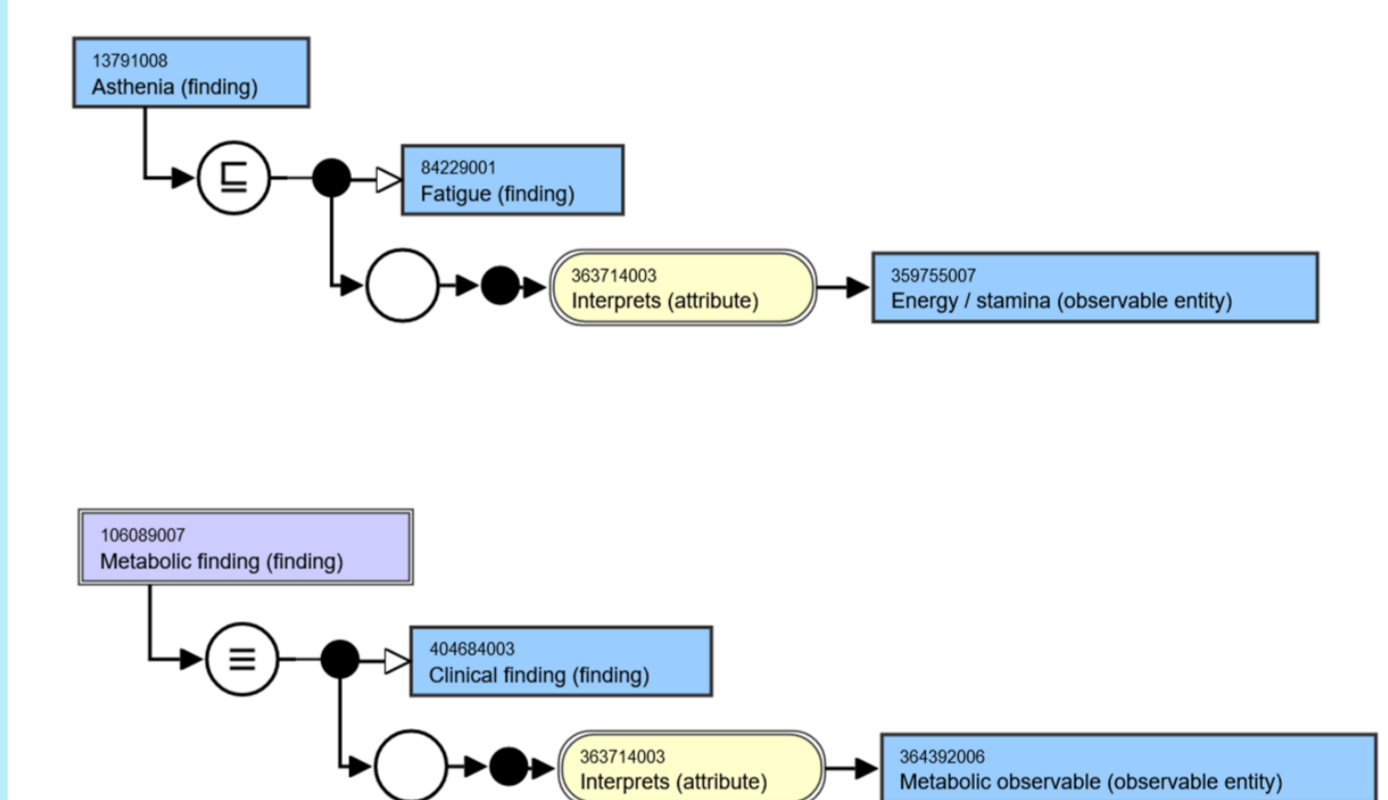 13791008
Asthenia (finding)
⊑
84229001
Fatigue (finding)
363714003
Interprets (attribute)
359755007
Energy / stamina (observable entity)
106089007
Metabolic finding (finding)
≡
404684003
Clinical finding (finding)
363714003
Interprets (attribute)
364392006
Metabolic observable (observable entity)